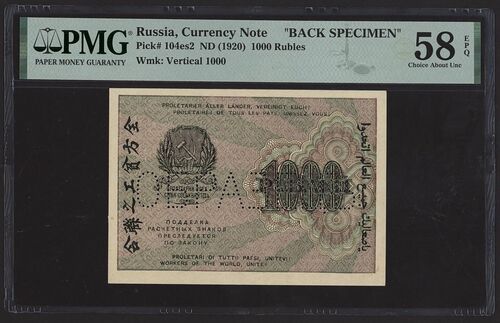 PMG
PAPER MONEY GUARANTY
Russia, Currency Note "BACK SPECIMEN"
Pick# 104es2 ND (1920) 1000 Rubles
Wmk: Vertical 1000
58 EPQ
Choice About Unc
PROLETARIER ALLER LÄNDER, VEREINIGT EUCH!
PROLÉTAIRES DE TOUS LES PAYS, UNISSEZ-VOUS!
1000
ПОДДЕЛКА
РАСЧЕТНЫХ ЗНАКОВ
ПРЕСЛЕДУЕТСЯ
ПО ЗАКОНУ.
PROLETARI DI TUTTI PAESI, UNITEVI!
WORKERS OF THE WORLD, UNITE!